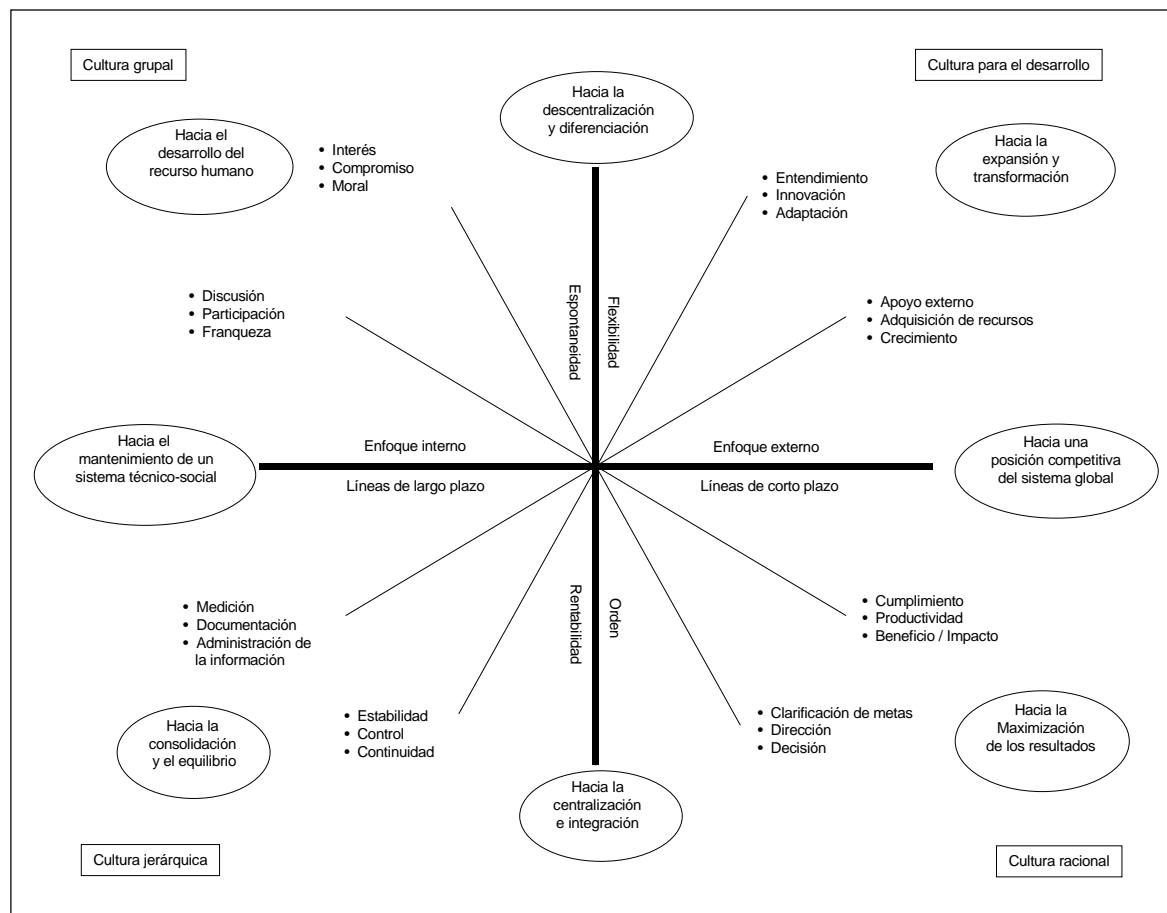 Cultura grupal
Cultura para el desarrollo
Hacia la
descentralización
y diferenciación
Hacia el
desarrollo del
recurso humano
• Interés
• Compromiso
• Moral
• Entendimiento
• Innovación
• Adaptación
Hacia la
expansión y
transformación
• Discusión
• Participación
• Franqueza
Espontaneidad
Flexibilidad
• Apoyo externo
• Adquisición de recursos
• Crecimiento
Hacia el
mantenimiento de un
sistema técnico-social
Enfoque interno
Líneas de largo plazo
Enfoque externo
Líneas de corto plazo
Hacia una
posición competitiva
del sistema global
• Medición
• Documentación
• Administración de
la información
Rentabilidad
Orden
• Cumplimiento
• Productividad
• Beneficio / Impacto
Hacia la
consolidación
y el equilibrio
• Estabilidad
• Control
• Continuidad
• Clarificación de metas
• Dirección
• Decisión
Hacia la
Maximización
de los resultados
Hacia la
centralización
e integración
Cultura jerárquica
Cultura racional